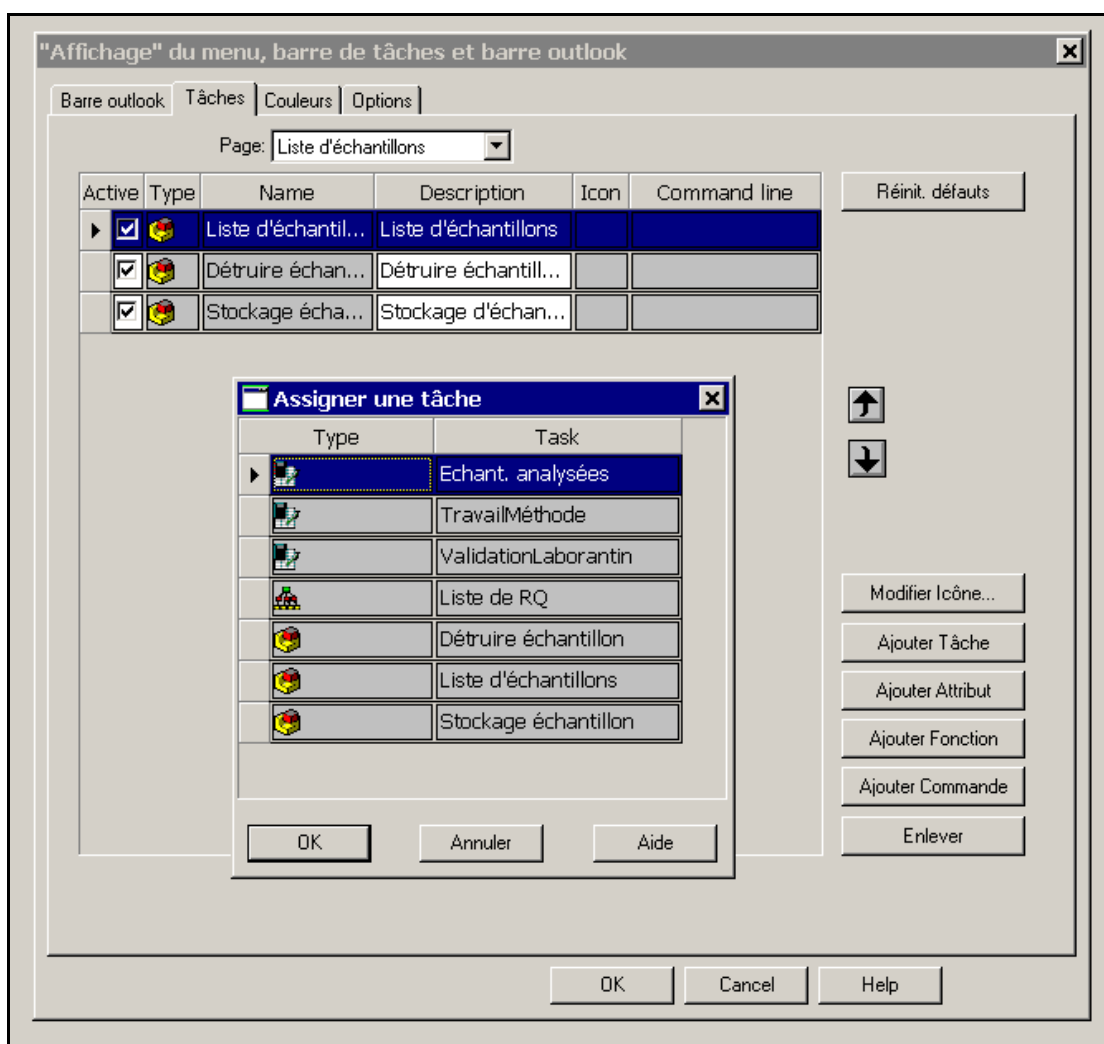 "Affichage" du menu, barre de tâches et barre outlook
Barre outlook Tâches Couleurs Options
Page: Liste d'échantillons
Active Type Name Description Icon Command line
Réinit. défauts
Liste d'échantil... Liste d'échantillons
Détruire échan... Détruire échantill...
Stockage écha... Stockage d'échan...
Assigner une tâche
Type Task
Echant. analysées
TravailMéthode
ValidationLaborantin
Liste de RQ
Détruire échantillon
Liste d'échantillons
Stockage échantillon
OK Annuler Aide
Modifier Icône...
Ajouter Tâche
Ajouter Attribut
Ajouter Fonction
Ajouter Commande
Enlever
OK Cancel Help